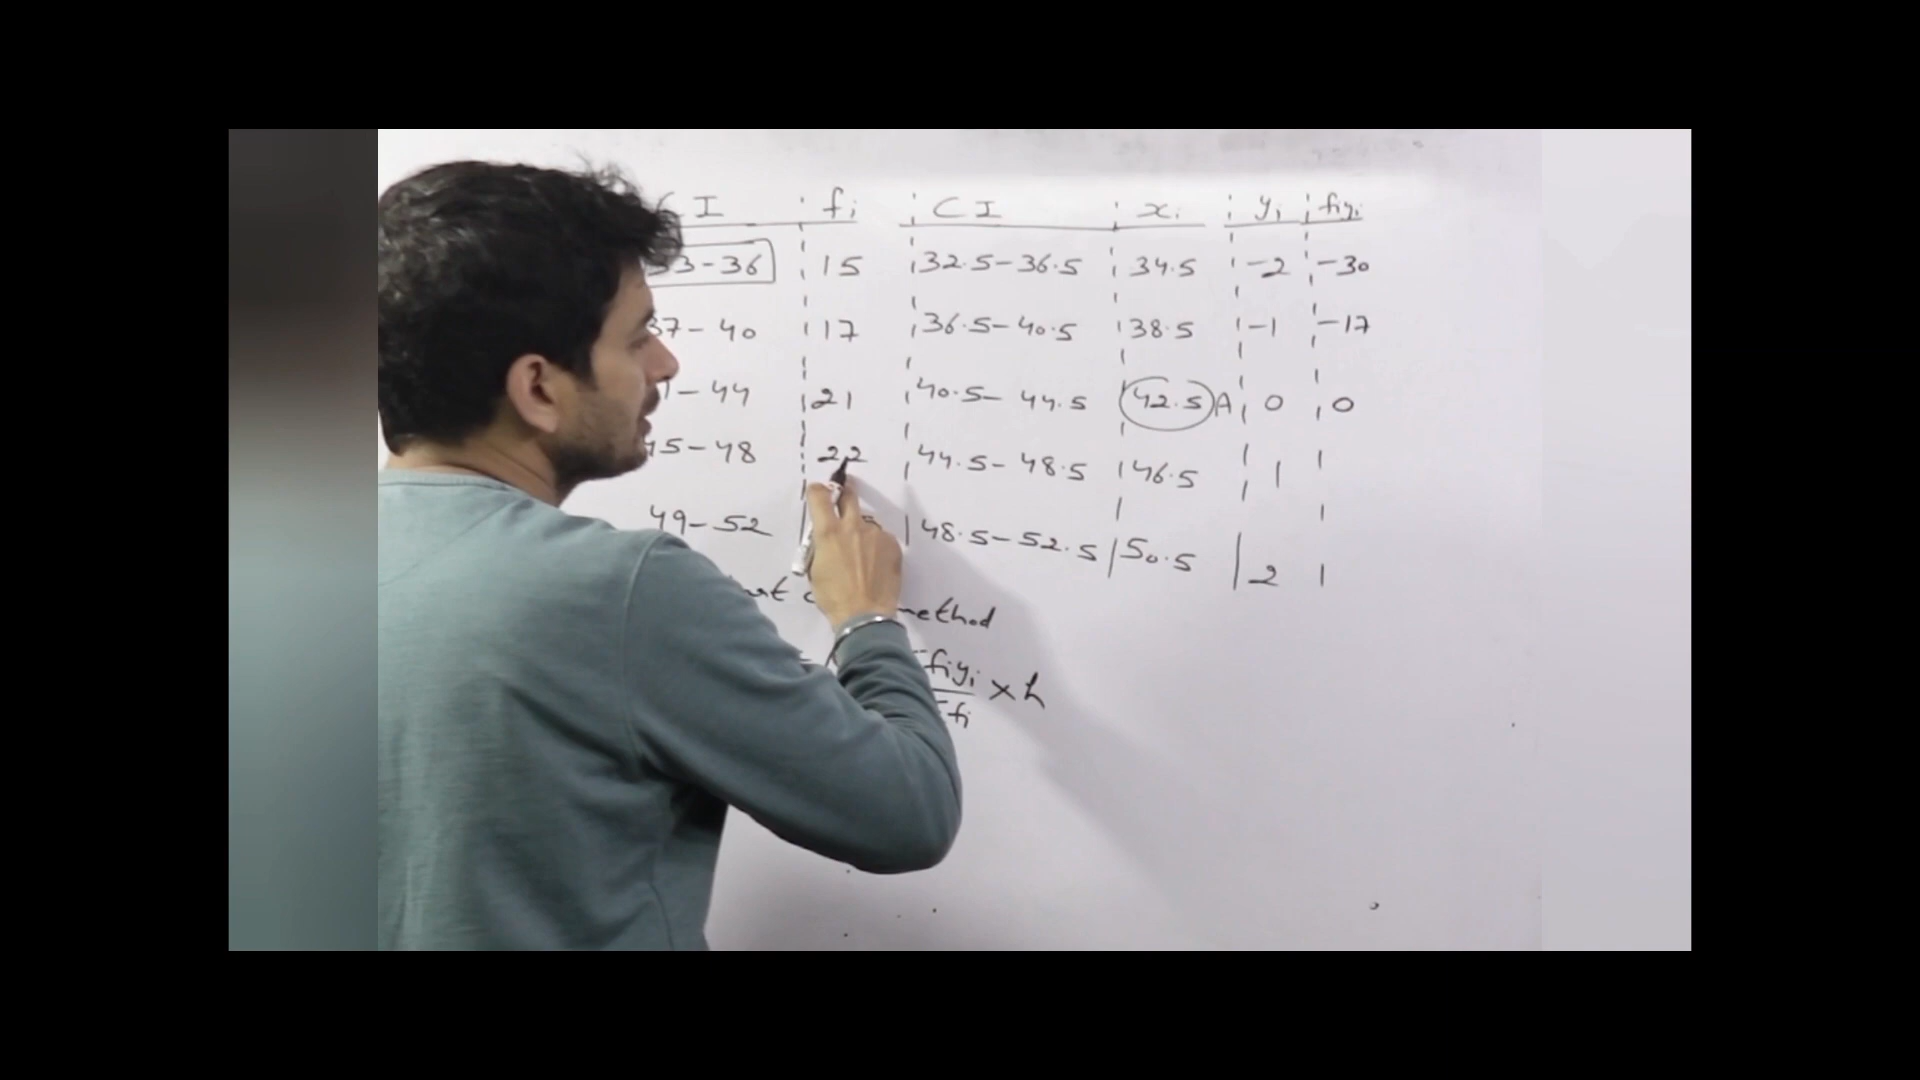 CI fi CI xi yi fiyi
33-36 15 32.5-36.5 34.5 -2 -30
37-40 17 36.5-40.5 38.5 -1 -17
-44 21 40.5-44.5 42.5 A 0 0
45-48 22 44.5-48.5 46.5 1
49-52 48.5-52.5 50.5 2
method
fiyi × h
fi